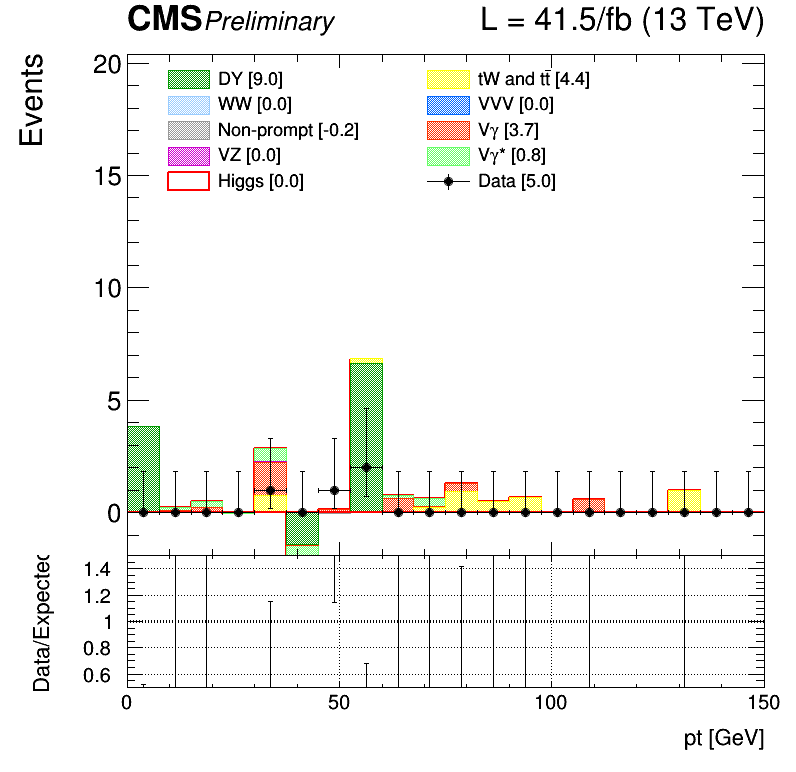 CMS Preliminary L = 41.5/fb (13 TeV)
Events
20
15
10
5
0
DY [9.0]
WW [0.0]
Non-prompt [-0.2]
VZ [0.0]
Higgs [0.0]
tW and tt̄ [4.4]
VVV [0.0]
Vγ [3.7]
Vγ* [0.8]
Data [5.0]
Data/Expected
1.4
1.2
1
0.8
0.6
0 50 100 150
pt [GeV]